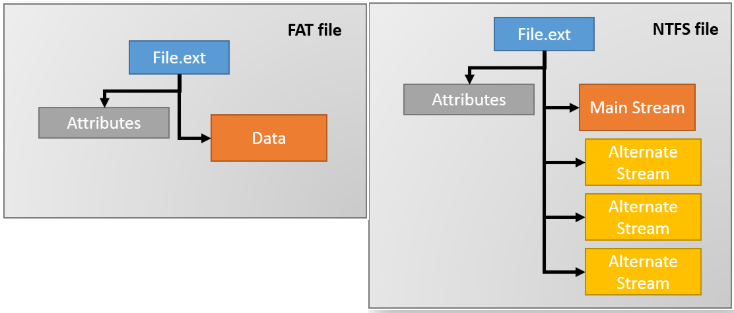 FAT file
File.ext
Attributes
Data
NTFS file
File.ext
Attributes
Main Stream
Alternate
Stream
Alternate
Stream
Alternate
Stream